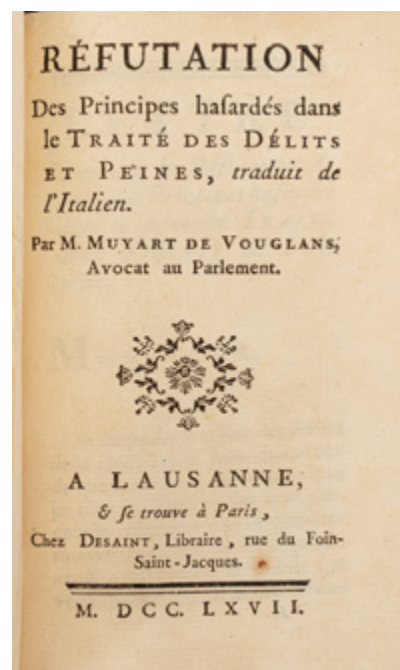 RÉFUTATION
Des Principes haſardés dans
le TRAITÉ DES DÉLITS
ET PEINES, traduit de
l'Italien.
Par M. MUYART DE VOUGLANS,
Avocat au Parlement.
A LAUSANNE,
& ſe trouve à Paris,
Chez DESAINT, Libraire, rue du Foin-
Saint-Jacques.
M. DCC. LXVII.